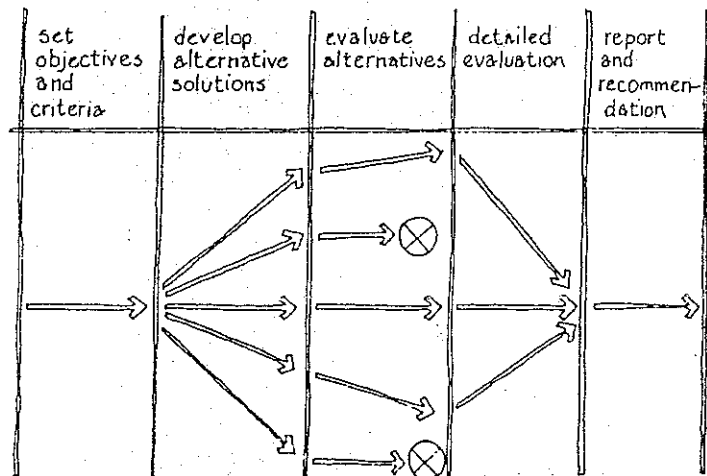 set
objectives
and
criteria
develop
alternative
solutions
evaluate
alternatives
detailed
evaluation
report
and
recommen-
dation